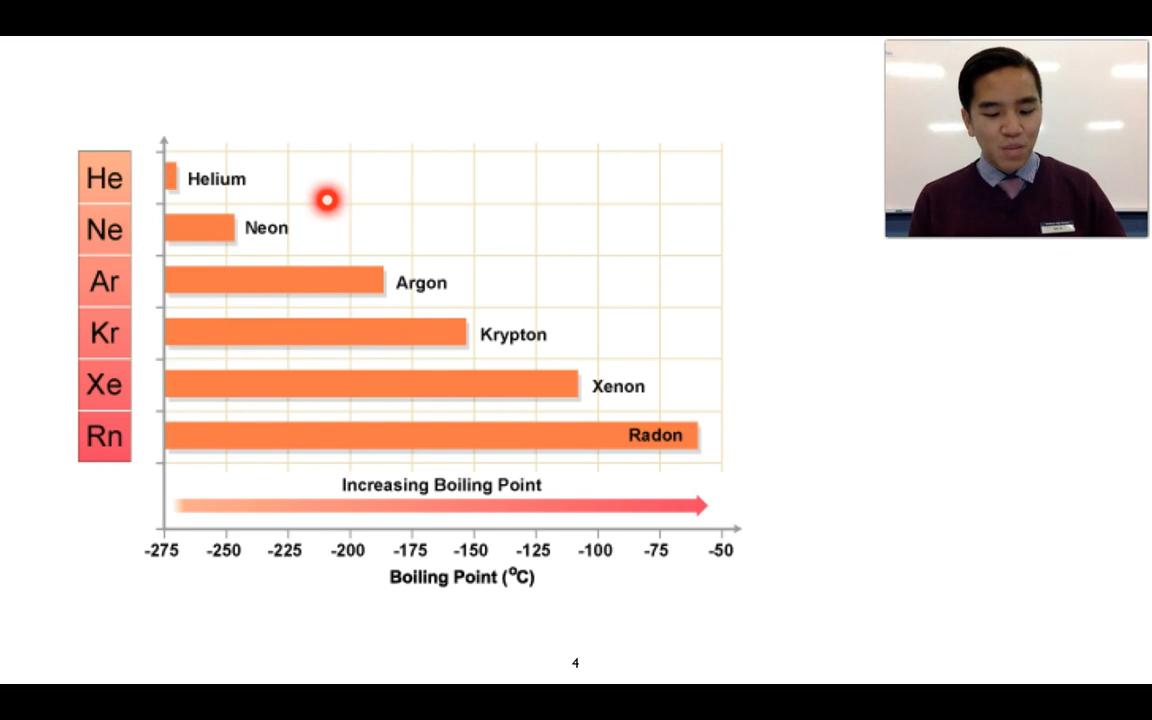 He
Helium
Ne
Neon
Ar
Argon
Kr
Krypton
Xe
Xenon
Rn
Radon
Increasing Boiling Point
-275 -250 -225 -200 -175 -150 -125 -100 -75 -50
Boiling Point (°C)
4